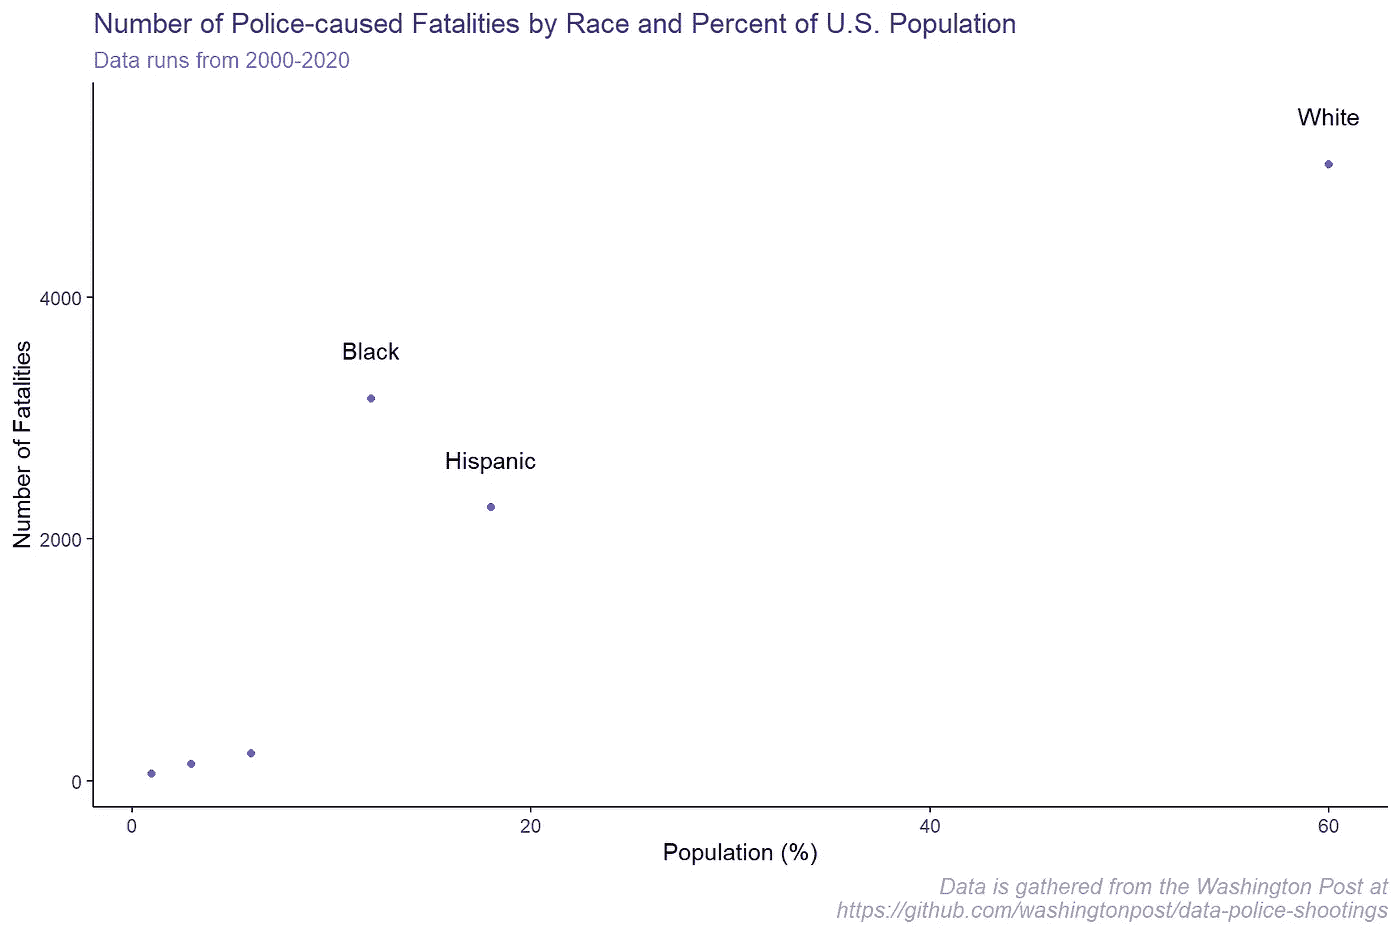 Number of Police-caused Fatalities by Race and Percent of U.S. Population
Data runs from 2000-2020
White
4000
Black
Hispanic
Number of Fatalities
2000
0
0
20
40
60
Population (%)
Data is gathered from the Washington Post at
https://github.com/washingtonpost/data-police-shootings